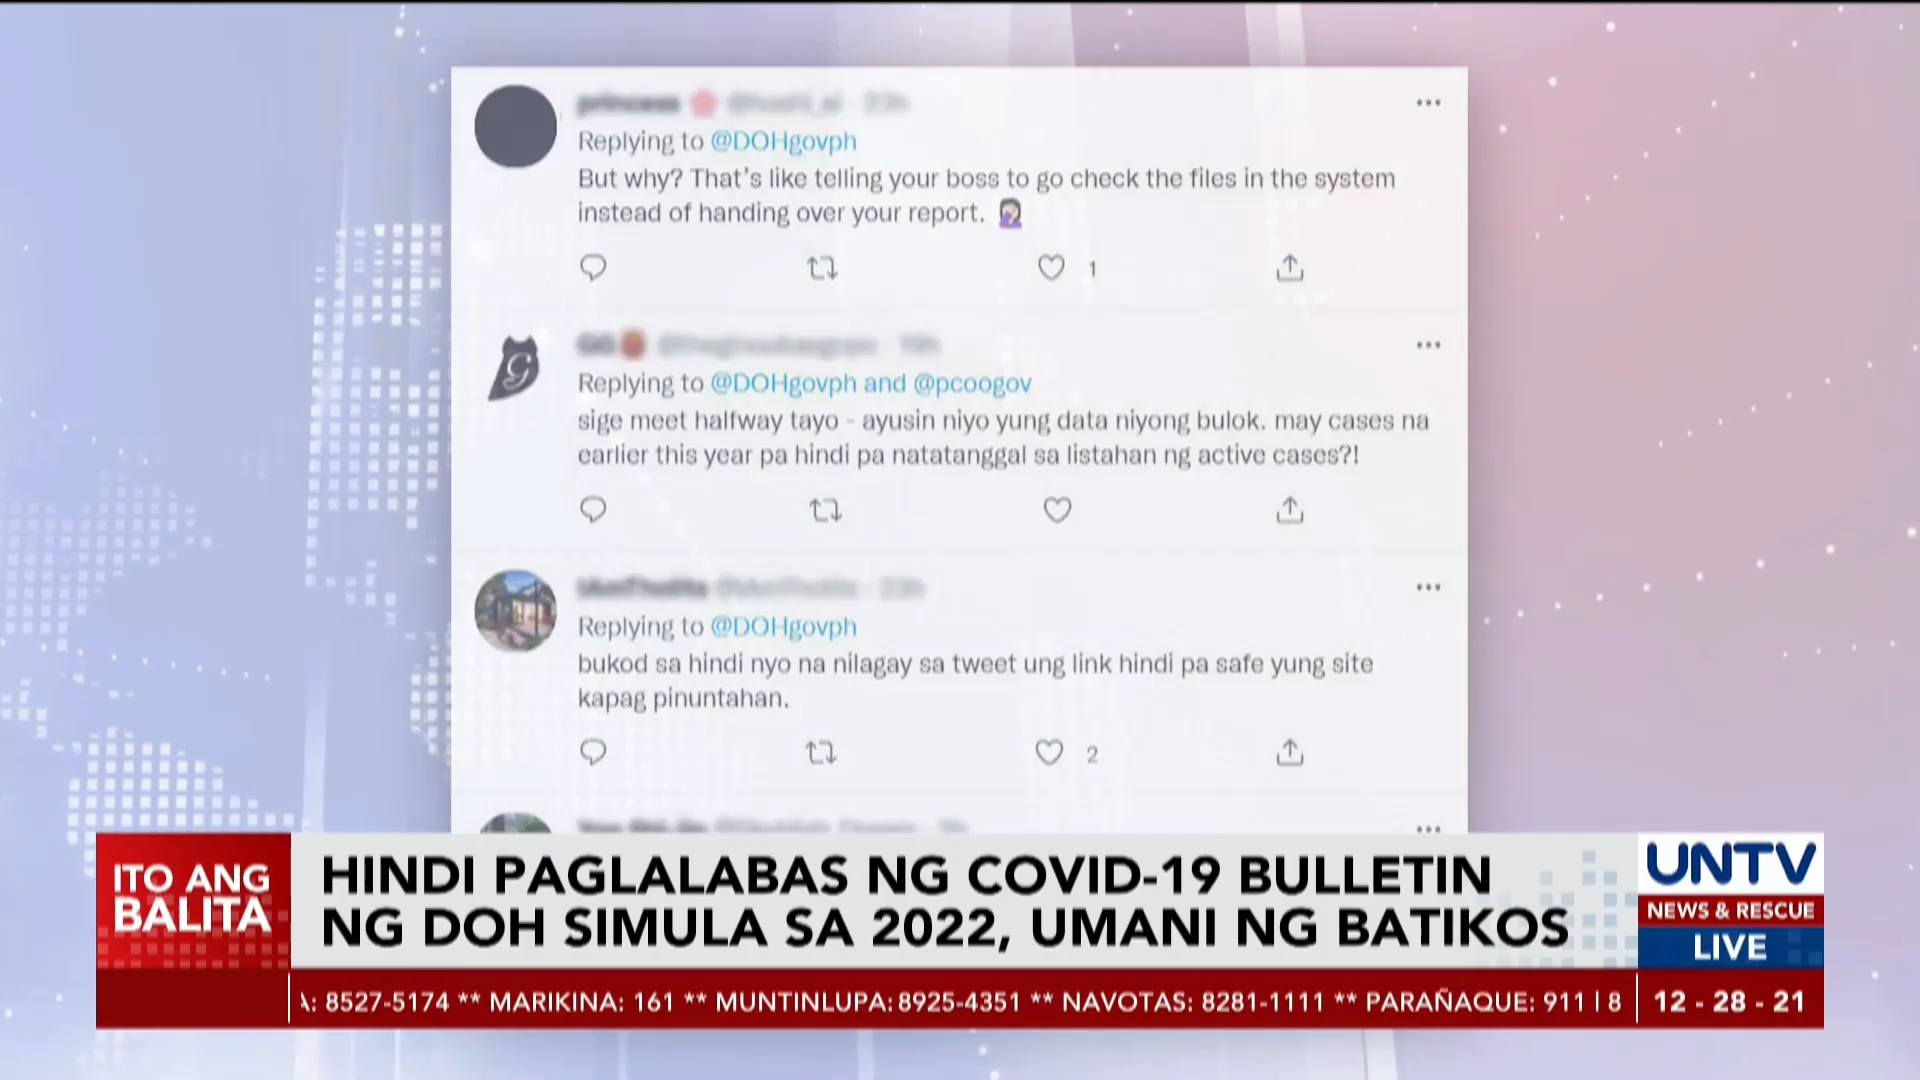 princess
Replying to @DOHgovph
But why? That's like telling your boss to go check the files in the system
instead of handing over your report.
1
Replying to @DOHgovph and @pcoogov
sige meet halfway tayo - ayusin niyo yung data niyong bulok. may cases na
earlier this year pa hindi pa natatanggal sa listahan ng active cases?!
Replying to @DOHgovph
bukod sa hindi nyo na nilagay sa tweet ung link hindi pa safe yung site
kapag pinuntahan.
2
ITO ANG
BALITA
HINDI PAGLALABAS NG COVID-19 BULLETIN
NG DOH SIMULA SA 2022, UMANI NG BATIKOS
UNTV
NEWS & RESCUE
LIVE
: 8527-5174 ** MARIKINA: 161 ** MUNTINLUPA: 8925-4351 ** NAVOTAS: 8281-1111 ** PARAÑAQUE: 911 | 8
12 - 28 - 21